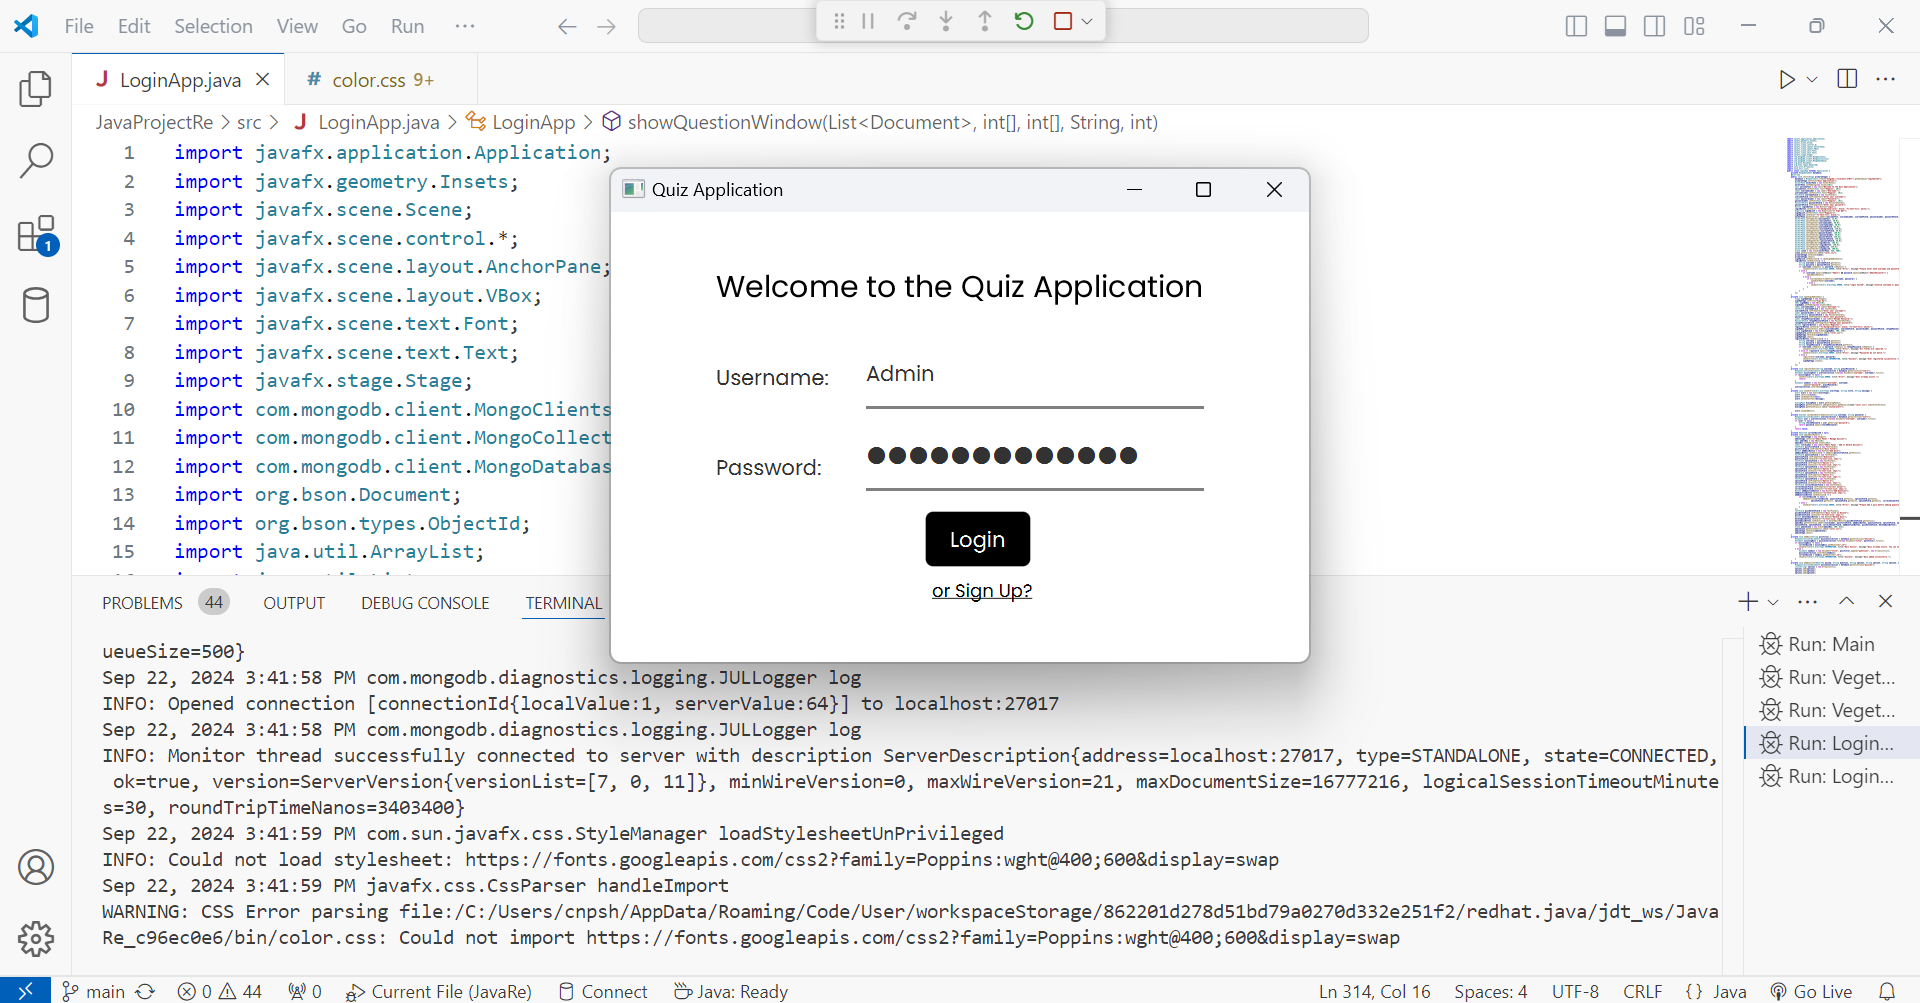 File Edit Selection View Go Run ···
LoginApp.java
# color.css 9+
JavaProjectRe > src > J LoginApp.java > LoginApp > showQuestionWindow(List<Document>, int[], int[], String, int)
1 import javafx.application.Application;
2 import javafx.geometry.Insets;
3 import javafx.scene.Scene;
4 import javafx.scene.control.*;
5 import javafx.scene.layout.AnchorPane;
6 import javafx.scene.layout.VBox;
7 import javafx.scene.text.Font;
8 import javafx.scene.text.Text;
9 import javafx.stage.Stage;
10 import com.mongodb.client.MongoClients
11 import com.mongodb.client.MongoCollect
12 import com.mongodb.client.MongoDatabas
13 import org.bson.Document;
14 import org.bson.types.ObjectId;
15 import java.util.ArrayList;
Quiz Application
Welcome to the Quiz Application
Username: Admin
Password: ●●●●●●●●●●●●●
Login
or Sign Up?
PROBLEMS 44 OUTPUT DEBUG CONSOLE TERMINAL
ueueSize=500}
Sep 22, 2024 3:41:58 PM com.mongodb.diagnostics.logging.JULLogger log
INFO: Opened connection [connectionId{localValue:1, serverValue:64}] to localhost:27017
Sep 22, 2024 3:41:58 PM com.mongodb.diagnostics.logging.JULLogger log
INFO: Monitor thread successfully connected to server with description ServerDescription{address=localhost:27017, type=STANDALONE, state=CONNECTED,
ok=true, version=ServerVersion{versionList=[7, 0, 11]}, minWireVersion=0, maxWireVersion=21, maxDocumentSize=16777216, logicalSessionTimeoutMinute
s=30, roundTripTimeNanos=3403400}
Sep 22, 2024 3:41:59 PM com.sun.javafx.css.StyleManager loadStylesheetUnPrivileged
INFO: Could not load stylesheet: https://fonts.googleapis.com/css2?family=Poppins:wght@400;600&display=swap
Sep 22, 2024 3:41:59 PM javafx.css.CssParser handleImport
WARNING: CSS Error parsing file:/C:/Users/cnpsh/AppData/Roaming/Code/User/workspaceStorage/862201d278d51bd79a0270d332e251f2/redhat.java/jdt_ws/Java
Re_c96ec0e6/bin/color.css: Could not import https://fonts.googleapis.com/css2?family=Poppins:wght@400;600&display=swap
Run: Main
Run: Veget...
Run: Veget...
Run: Login...
Run: Login...
1
main 0 44 0 Current File (JavaRe) Connect Java: Ready Ln 314, Col 16 Spaces: 4 UTF-8 CRLF {} Java Go Live